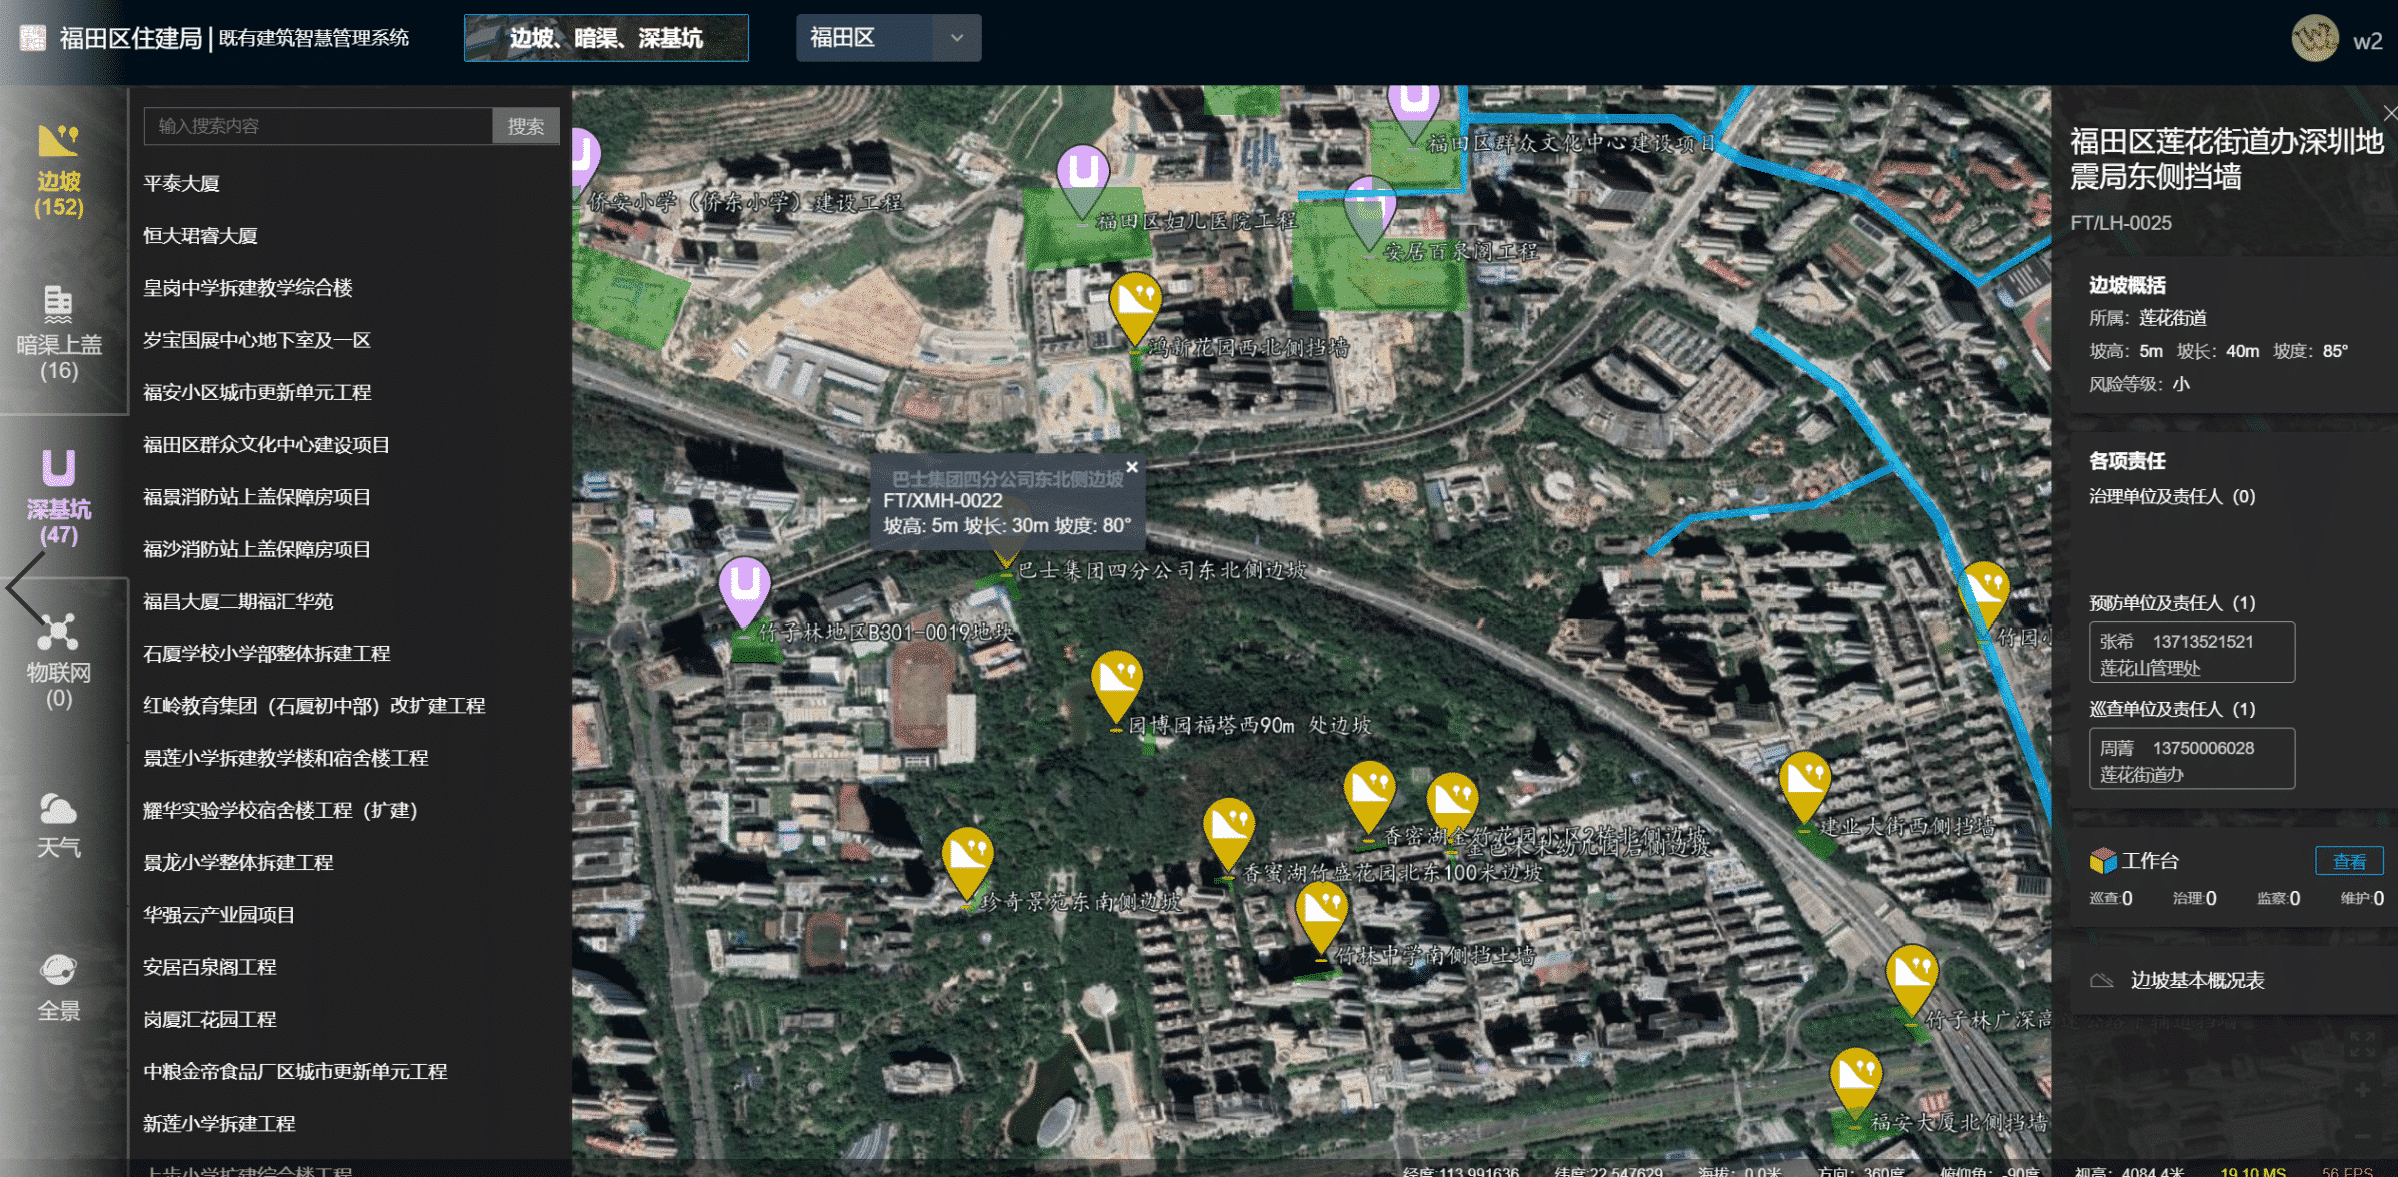 福田区住建局 | 既有建筑智慧管理系统
边坡、暗渠、深基坑
福田区
w2
边坡
(152)
暗渠上盖
(16)
深基坑
(47)
物联网
(0)
天气
全景
输入搜索内容
搜索
平泰大厦
恒大珺睿大厦
皇岗中学拆建教学综合楼
岁宝国展中心地下室及一区
福安小区城市更新单元工程
福田区群众文化中心建设项目
福景消防站上盖保障房项目
福沙消防站上盖保障房项目
福昌大厦二期福汇华苑
石厦学校小学部整体拆建工程
红岭教育集团（石厦初中部）改扩建工程
景莲小学拆建教学楼和宿舍楼工程
耀华实验学校宿舍楼工程（扩建）
景龙小学整体拆建工程
华强云产业园项目
安居百泉阁工程
岗厦汇花园工程
中粮金帝食品厂区城市更新单元工程
新莲小学拆建工程
上步小学扩建综合楼工程
福田区群众文化中心建设项目
侨安小学（侨东小学）建设工程
福田区妇儿医院工程
安居百泉阁工程
鸿新花园西北侧挡墙
巴士集团四分公司东北侧边坡
FT/XMH-0022
坡高: 5m 坡长: 30m 坡度: 80°
巴士集团四分公司东北侧边坡
竹子林地区B301-0019地块
竹园小
园博园福塔西90m 处边坡
建业大街西侧挡墙
香蜜湖金竹花园小区2栋北侧边坡
金色未来幼儿园后侧边坡
香蜜湖竹盛花园北东100米边坡
珍奇景苑东南侧边坡
竹林中学南侧挡土墙
竹子林广深高速公路下辅道挡墙
福安大厦北侧挡墙
福田区莲花街道办深圳地
震局东侧挡墙
FT/LH-0025
边坡概括
所属: 莲花街道
坡高: 5m 坡长: 40m 坡度: 85°
风险等级: 小
各项责任
治理单位及责任人（0）
预防单位及责任人（1）
张希 13713521521
莲花山管理处
巡查单位及责任人（1）
周菁 13750006028
莲花街道办
工作台
查看
巡查:0 治理:0 监察:0 维护:0
边坡基本概况表
经度:113.991636 纬度:22.547629 海拔: 0.0米 方向: 360度 俯仰角: -90度 视高: 4084.4米 19.10 MS 56 FPS